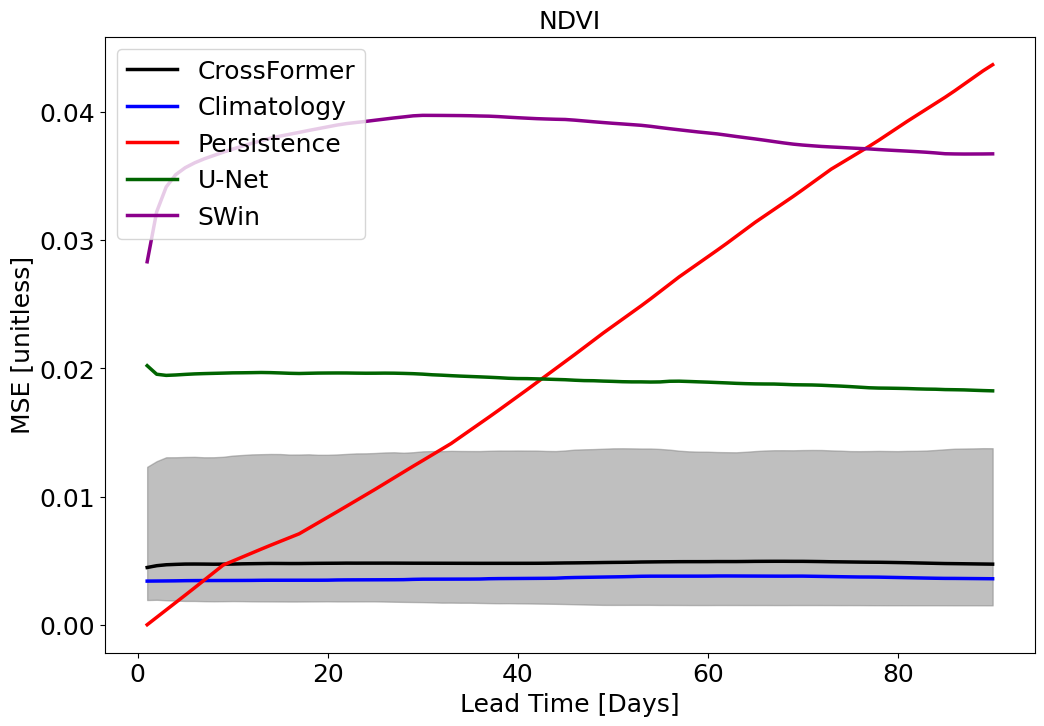 NDVI
CrossFormer
Climatology
Persistence
U-Net
SWin
MSE [unitless]
0.04
0.03
0.02
0.01
0.00
0 20 40 60 80
Lead Time [Days]